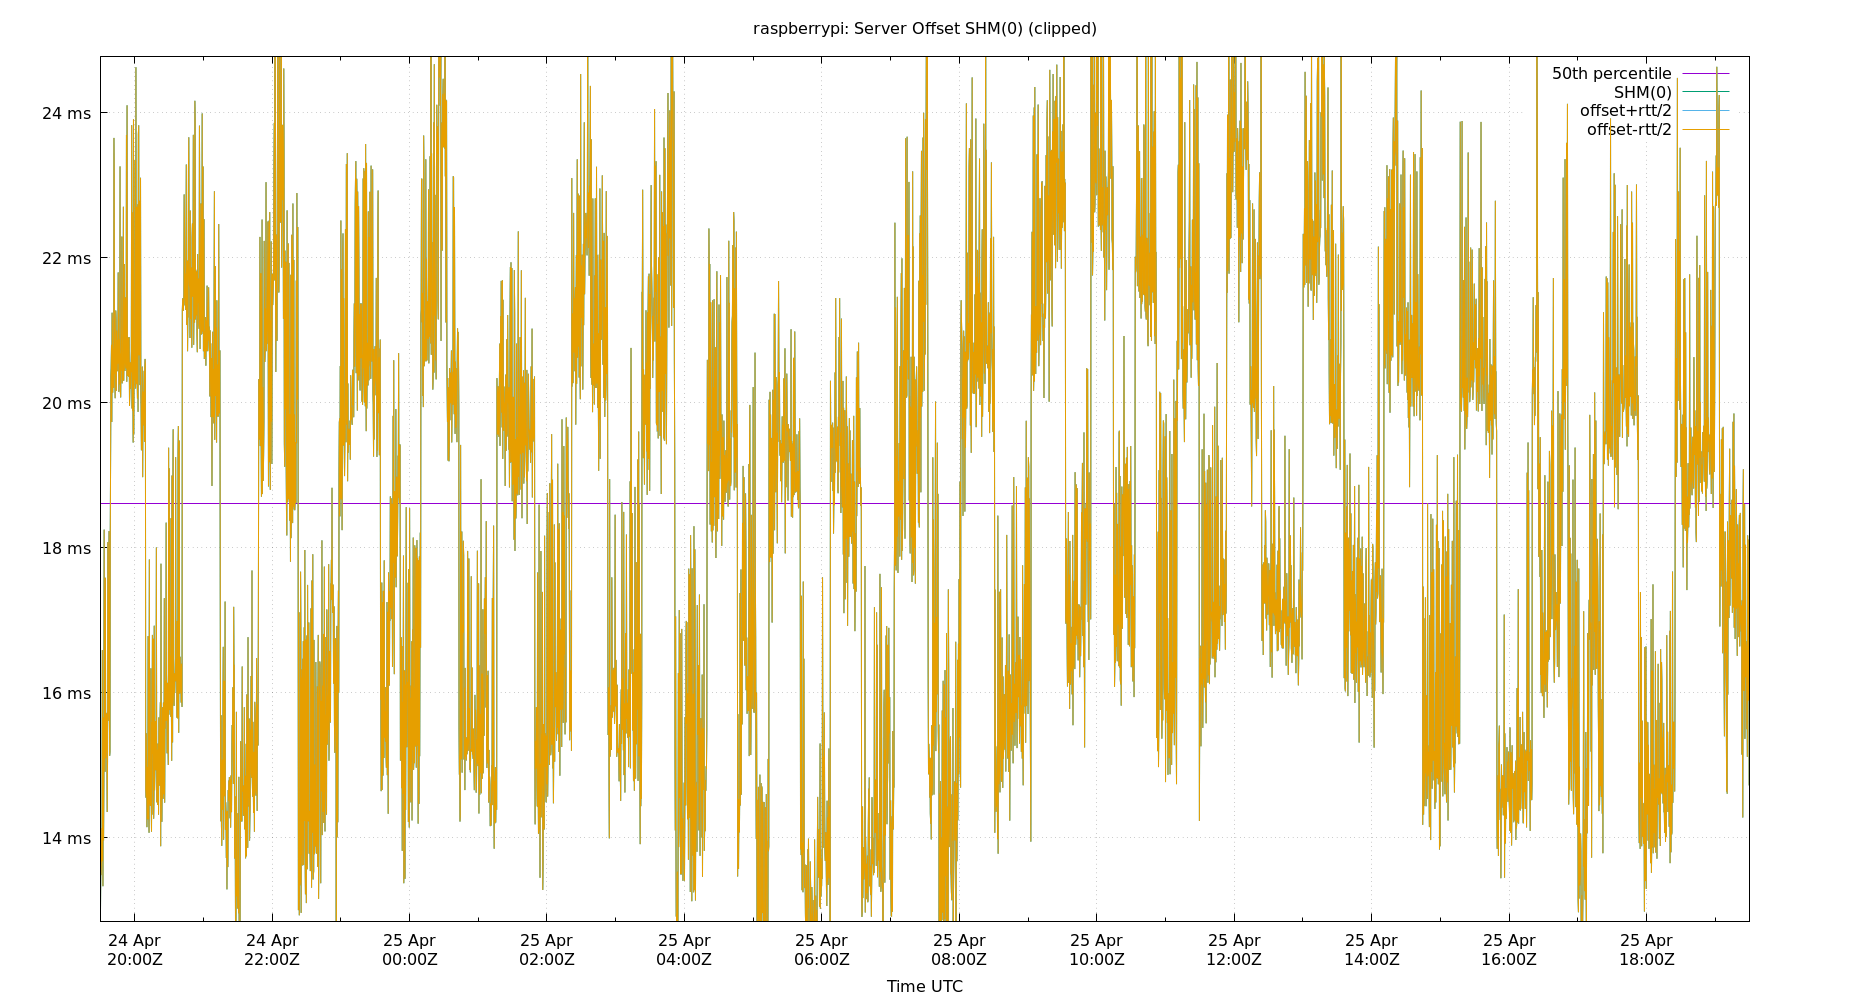 raspberrypi: Server Offset SHM(0) (clipped)
50th percentile
SHM(0)
offset+rtt/2
offset-rtt/2
24 ms
22 ms
20 ms
18 ms
16 ms
14 ms
24 Apr 24 Apr 25 Apr 25 Apr 25 Apr 25 Apr 25 Apr 25 Apr 25 Apr 25 Apr 25 Apr 25 Apr
20:00Z 22:00Z 00:00Z 02:00Z 04:00Z 06:00Z 08:00Z 10:00Z 12:00Z 14:00Z 16:00Z 18:00Z
Time UTC